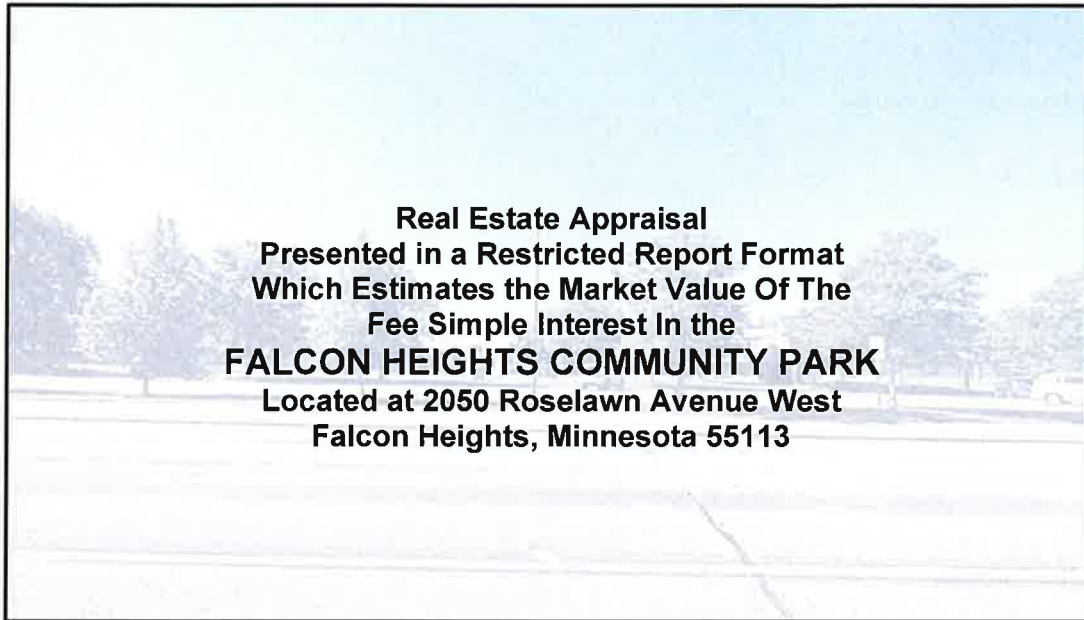 Real Estate Appraisal
Presented in a Restricted Report Format
Which Estimates the Market Value Of The
Fee Simple Interest In the
FALCON HEIGHTS COMMUNITY PARK
Located at 2050 Roselawn Avenue West
Falcon Heights, Minnesota 55113